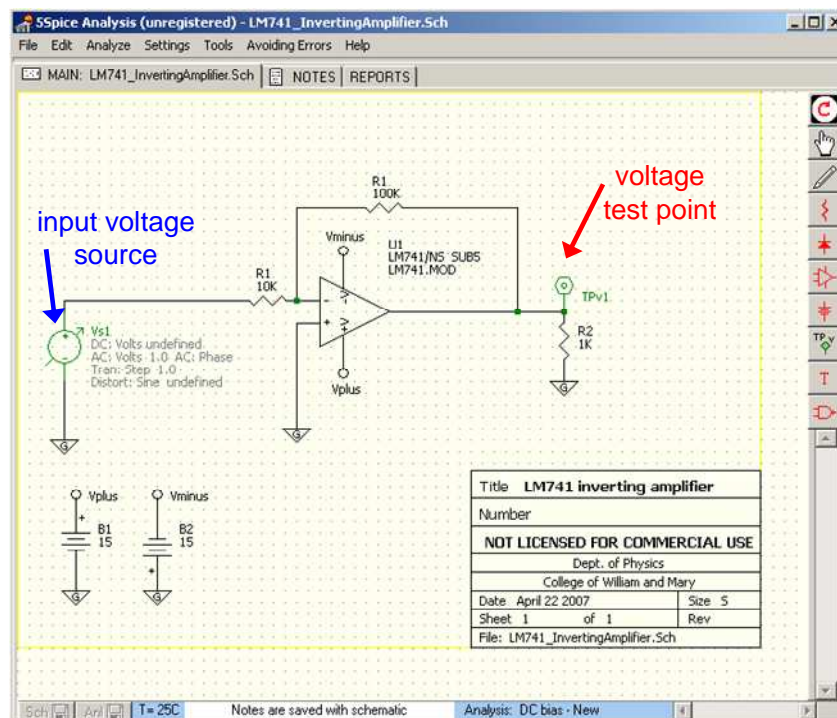 5Spice Analysis (unregistered) - LM741_InvertingAmplifier.Sch
File Edit Analyze Settings Tools Avoiding Errors Help
MAIN: LM741_InvertingAmplifier.Sch NOTES REPORTS
input voltage
source
voltage
test point
R1
100K
Vminus
U1
LM741/NS SUB5
LM741.MOD
R1
10K
-V
+V
TPv1
Vs1
DC: Volts undefined
AC: Volts 1.0 AC: Phase
Tran: Step 1.0
Distort: Sine undefined
R2
1K
Vplus
G
G
G
Vplus
Vminus
B1
15
B2
15
G
G
Title LM741 inverting amplifier
Number
NOT LICENSED FOR COMMERCIAL USE
Dept. of Physics
College of William and Mary
Date April 22 2007 Size S
Sheet 1 of 1 Rev
File: LM741_InvertingAmplifier.Sch
TP V
T
Sch Anl T= 25C Notes are saved with schematic Analysis: DC bias - New